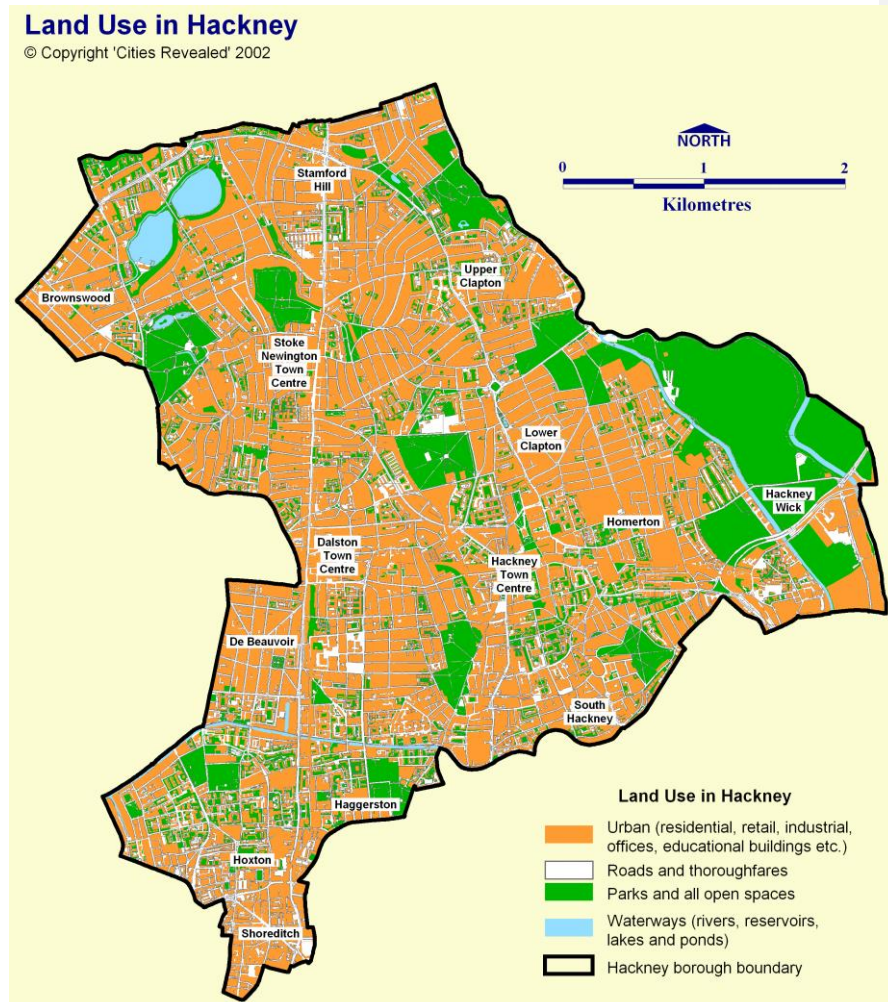 Land Use in Hackney
© Copyright 'Cities Revealed' 2002
NORTH
0 1 2
Kilometres
Stamford
Hill
Upper
Clapton
Brownswood
Stoke
Newington
Town
Centre
Lower
Clapton
Hackney
Wick
Homerton
Dalston
Town
Centre
Hackney
Town
Centre
De Beauvoir
South
Hackney
Haggerston
Hoxton
Shoreditch
Land Use in Hackney
Urban (residential, retail, industrial,
offices, educational buildings etc.)
Roads and thoroughfares
Parks and all open spaces
Waterways (rivers, reservoirs,
lakes and ponds)
Hackney borough boundary